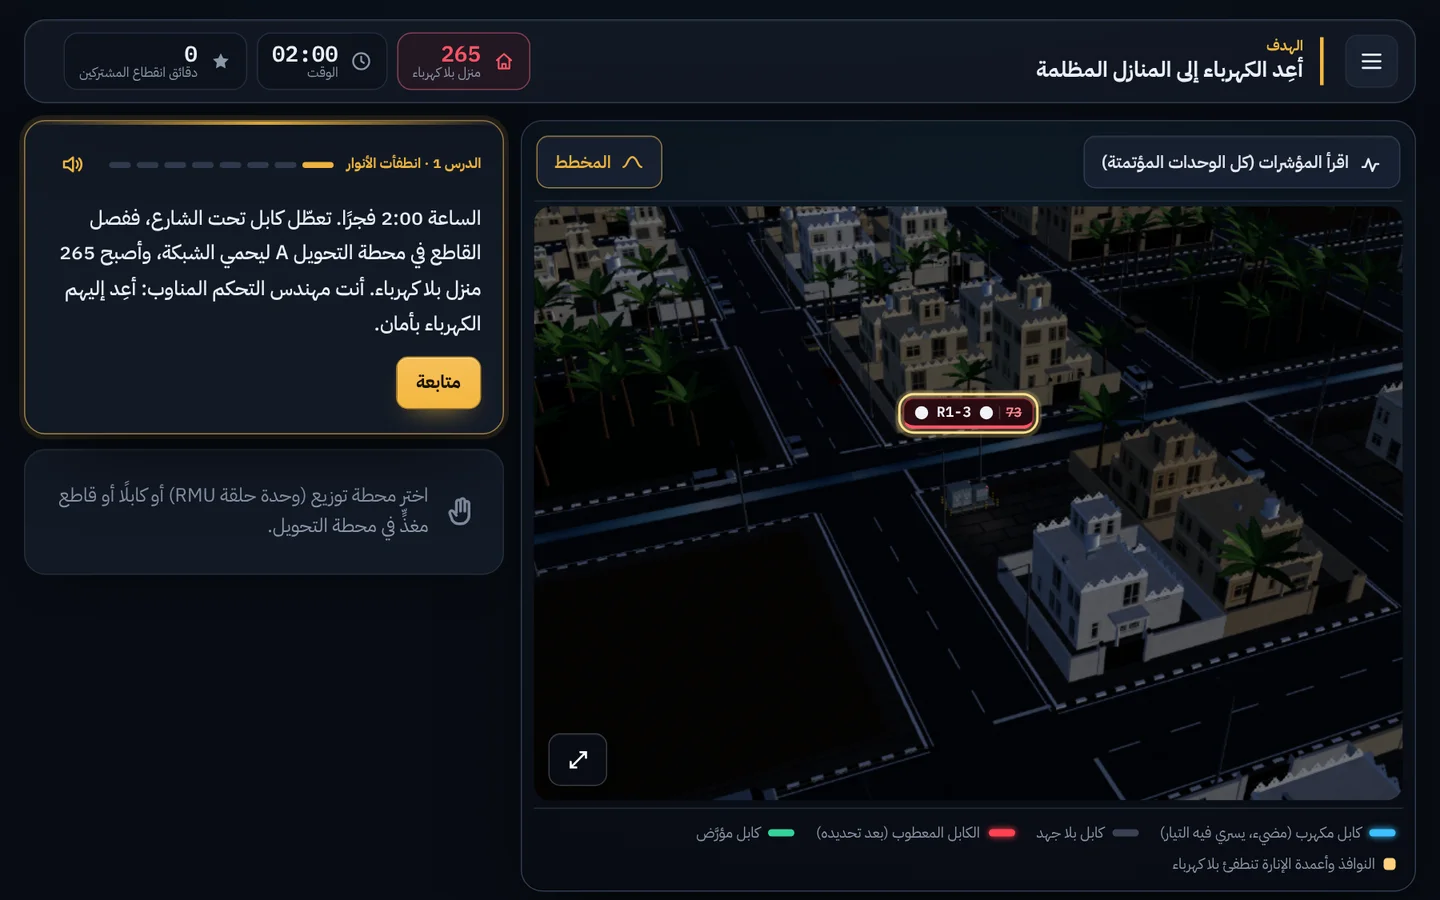 الهدف
أعِد الكهرباء إلى المنازل المظلمة
265
منزل بلا كهرباء
02:00
الوقت
0
دقائق انقطاع المشتركين
اقرأ المؤشرات (كل الوحدات المؤتمتة)
المخطط
R1-3
73
كابل مكهرب (مضيء، يسري فيه التيار)
كابل بلا جهد
الكابل المعطوب (بعد تحديده)
كابل مؤرَّض
النوافذ وأعمدة الإنارة تنطفئ بلا كهرباء
الدرس 1 · انطفأت الأنوار
الساعة 2:00 فجرًا. تعطّل كابل تحت الشارع، ففصل
القاطع في محطة التحويل A ليحمي الشبكة، وأصبح 265
منزل بلا كهرباء. أنت مهندس التحكم المناوب: أعِد إليهم
الكهرباء بأمان.
متابعة
اختر محطة توزيع (وحدة حلقة RMU) أو كابلًا أو قاطع
مغذٍّ في محطة التحويل.